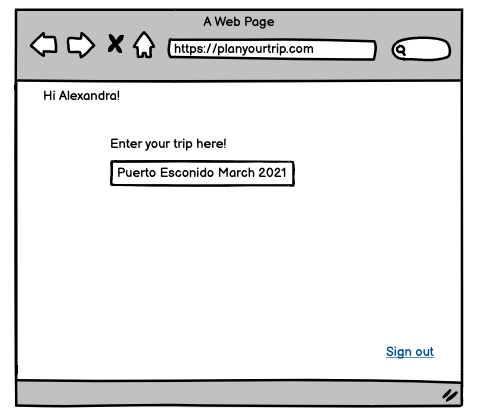 A Web Page
https://planyourtrip.com
Hi Alexandra!
Enter your trip here!
Puerto Esconido March 2021
Sign out